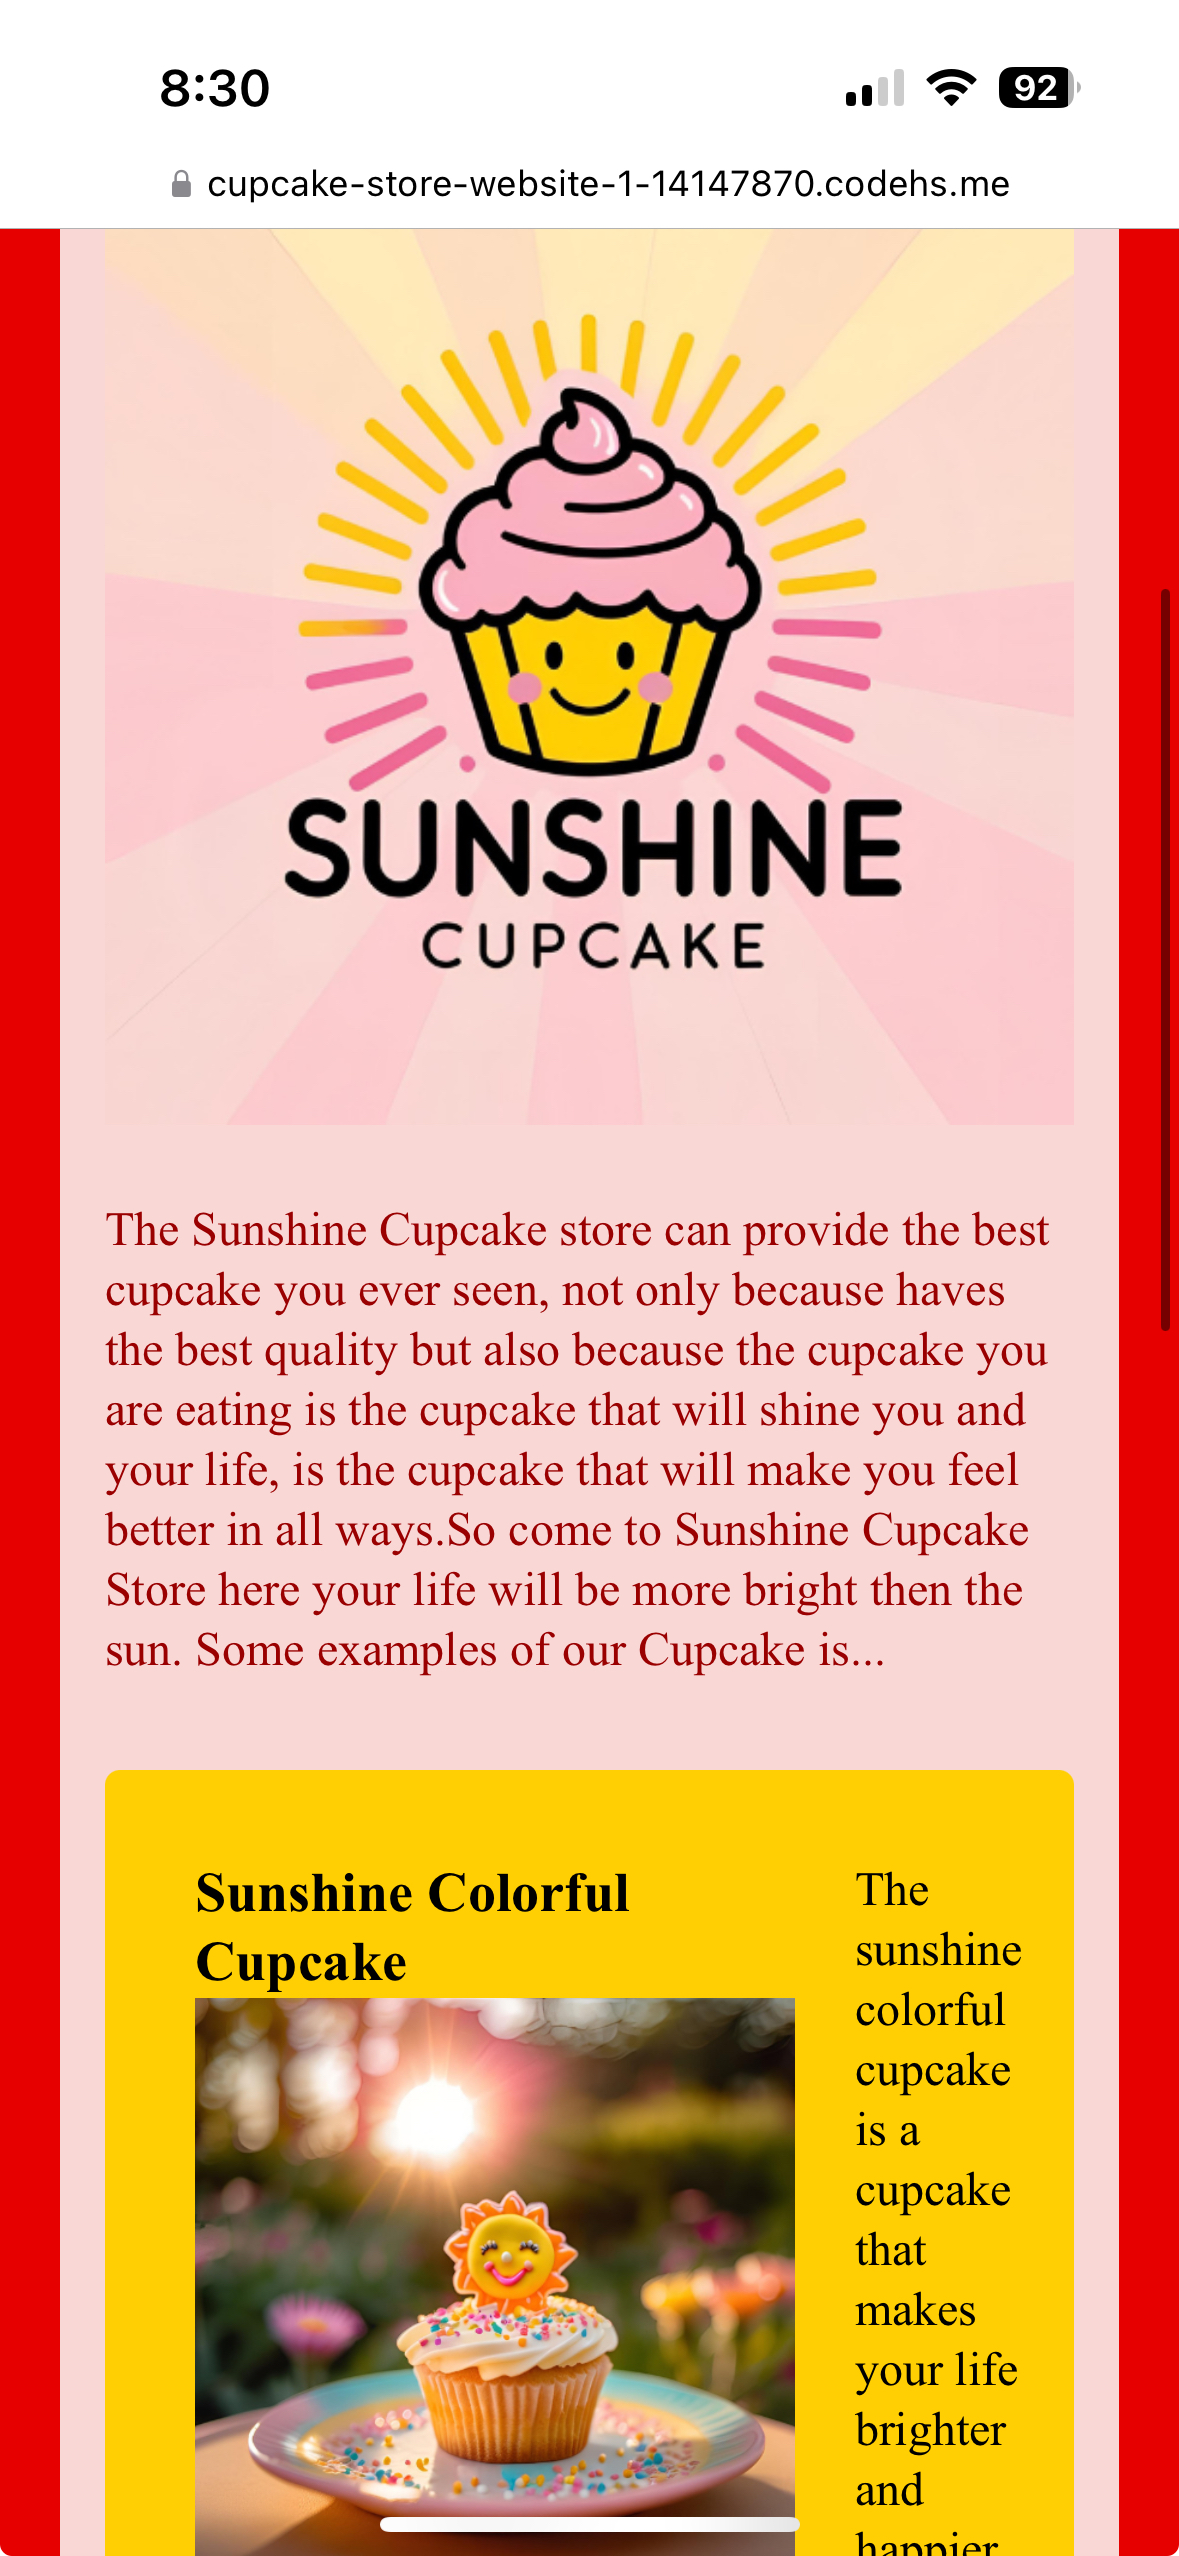 8:30
92
cupcake-store-website-1-14147870.codehs.me
SUNSHINE
CUPCAKE
The Sunshine Cupcake store can provide the best
cupcake you ever seen, not only because haves
the best quality but also because the cupcake you
are eating is the cupcake that will shine you and
your life, is the cupcake that will make you feel
better in all ways.So come to Sunshine Cupcake
Store here your life will be more bright then the
sun. Some examples of our Cupcake is...
Sunshine Colorful
Cupcake
The
sunshine
colorful
cupcake
is a
cupcake
that
makes
your life
brighter
and
happier